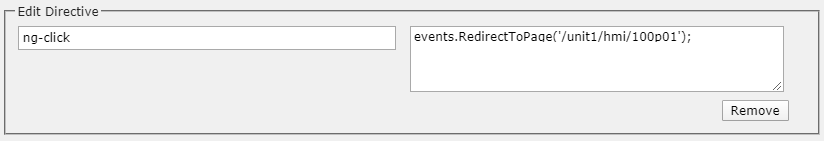 Edit Directive
ng-click
events.RedirectToPage('/unit1/hmi/100p01');
Remove